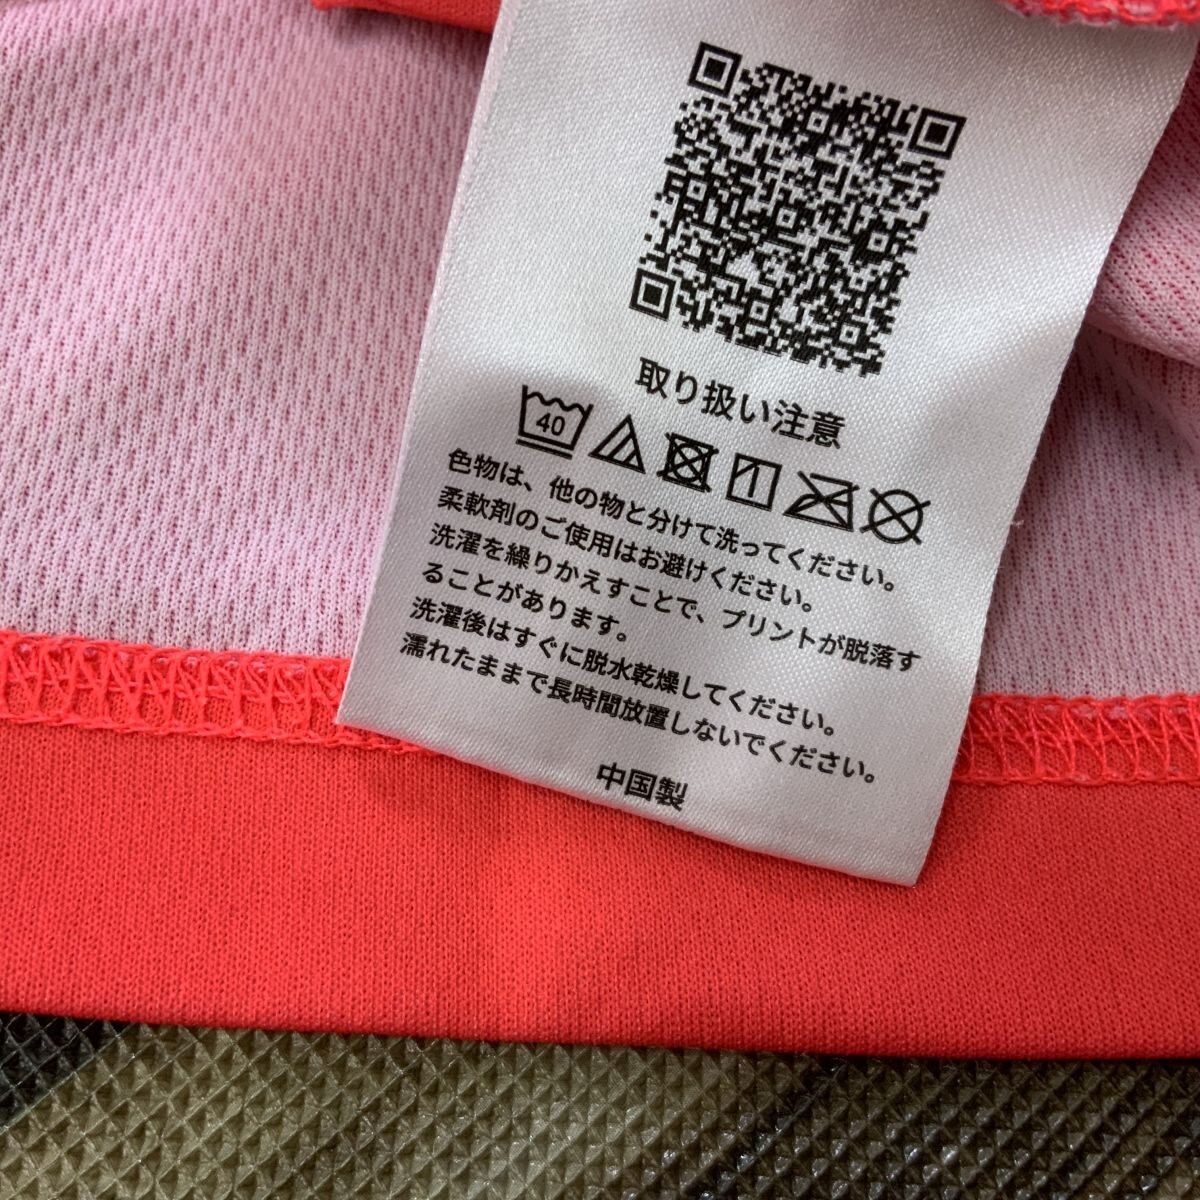 取り扱い注意
40
色物は、他の物と分けて洗ってください。
柔軟剤のご使用はお避けください。
洗濯を繰りかえすことで、プリントが脱落す
ることがあります。
洗濯後はすぐに脱水乾燥してください。
濡れたままで長時間放置しないでください。
中国製